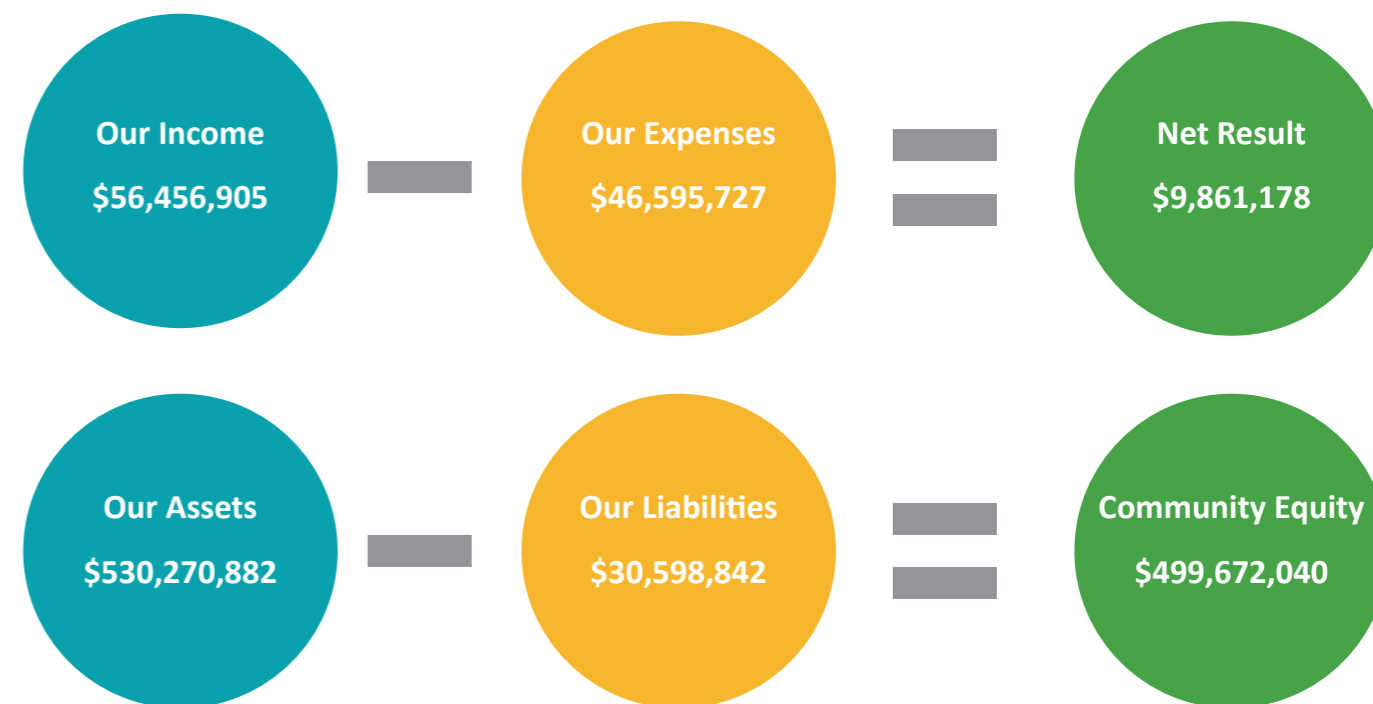 Our Income
$56,456,905
Our Expenses
$46,595,727
Net Result
$9,861,178
Our Assets
$530,270,882
Our Liabilities
$30,598,842
Community Equity
$499,672,040